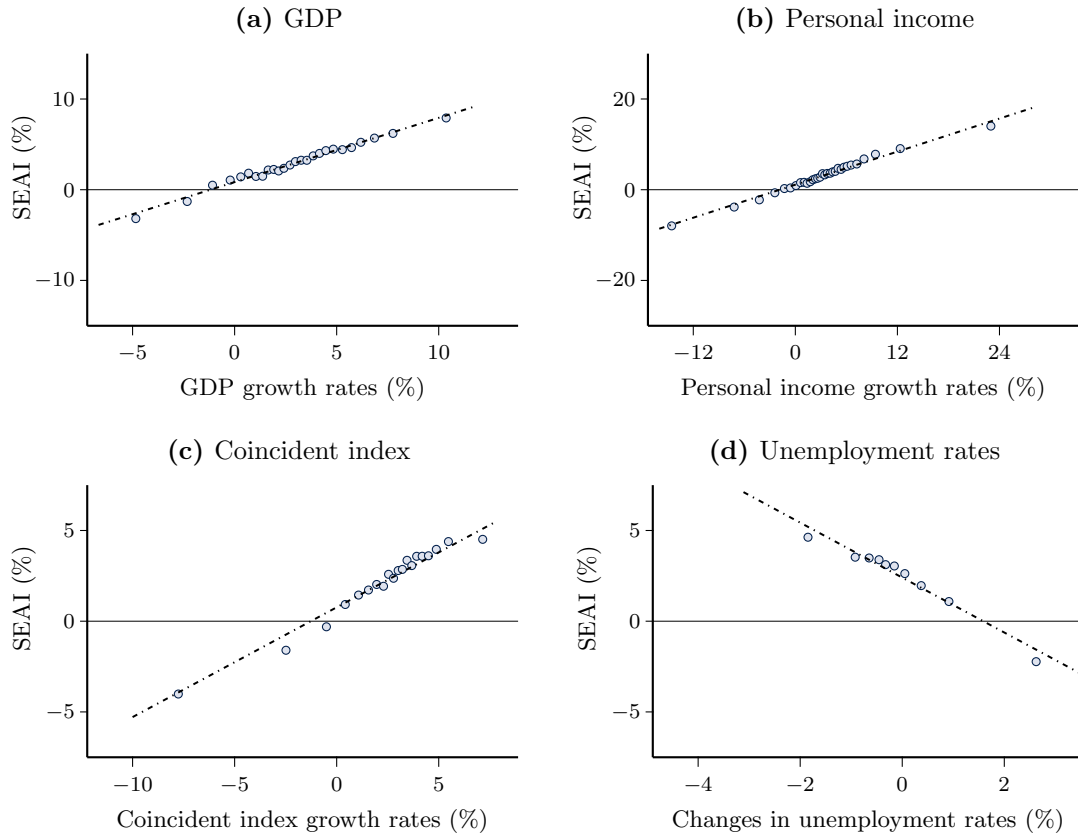 (a) GDP
10
0
−10
SEAI (%)
−5 0 5 10
GDP growth rates (%)
(b) Personal income
20
0
−20
SEAI (%)
−12 0 12 24
Personal income growth rates (%)
(c) Coincident index
5
0
−5
SEAI (%)
−10 −5 0 5
Coincident index growth rates (%)
(d) Unemployment rates
5
0
−5
SEAI (%)
−4 −2 0 2
Changes in unemployment rates (%)